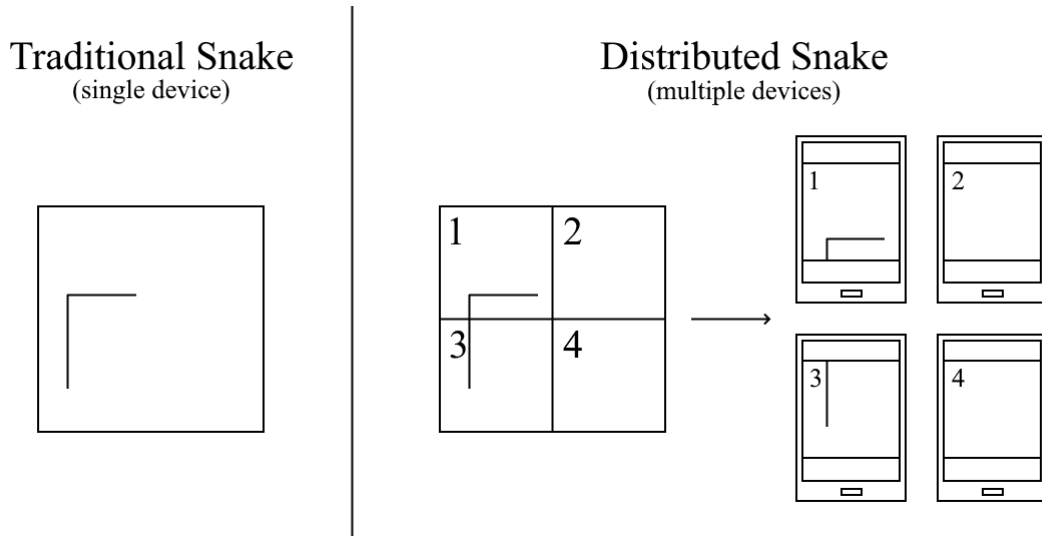 Traditional Snake
(single device)
Distributed Snake
(multiple devices)
1 2
3 4
1
2
3
4